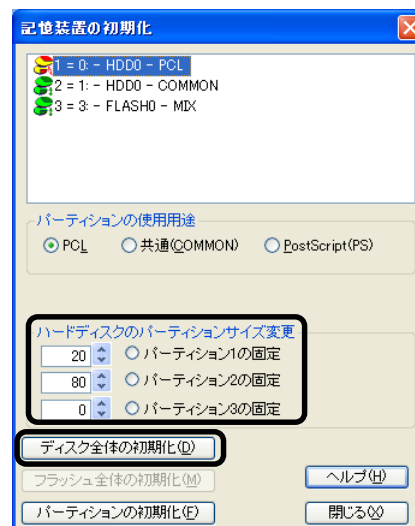 記憶装置の初期化
1 = 0: - HDD0 - PCL
2 = 1: - HDD0 - COMMON
3 = 3: - FLASH0 - MIX
パーティションの使用用途
PCL 共通(COMMON) PostScript(PS)
ハードディスクのパーティションサイズ変更
20 パーティション1の固定
80 パーティション2の固定
0 パーティション3の固定
ディスク全体の初期化(D)
フラッシュ全体の初期化(M) ヘルプ(H)
パーティションの初期化(F) 閉じる(X)